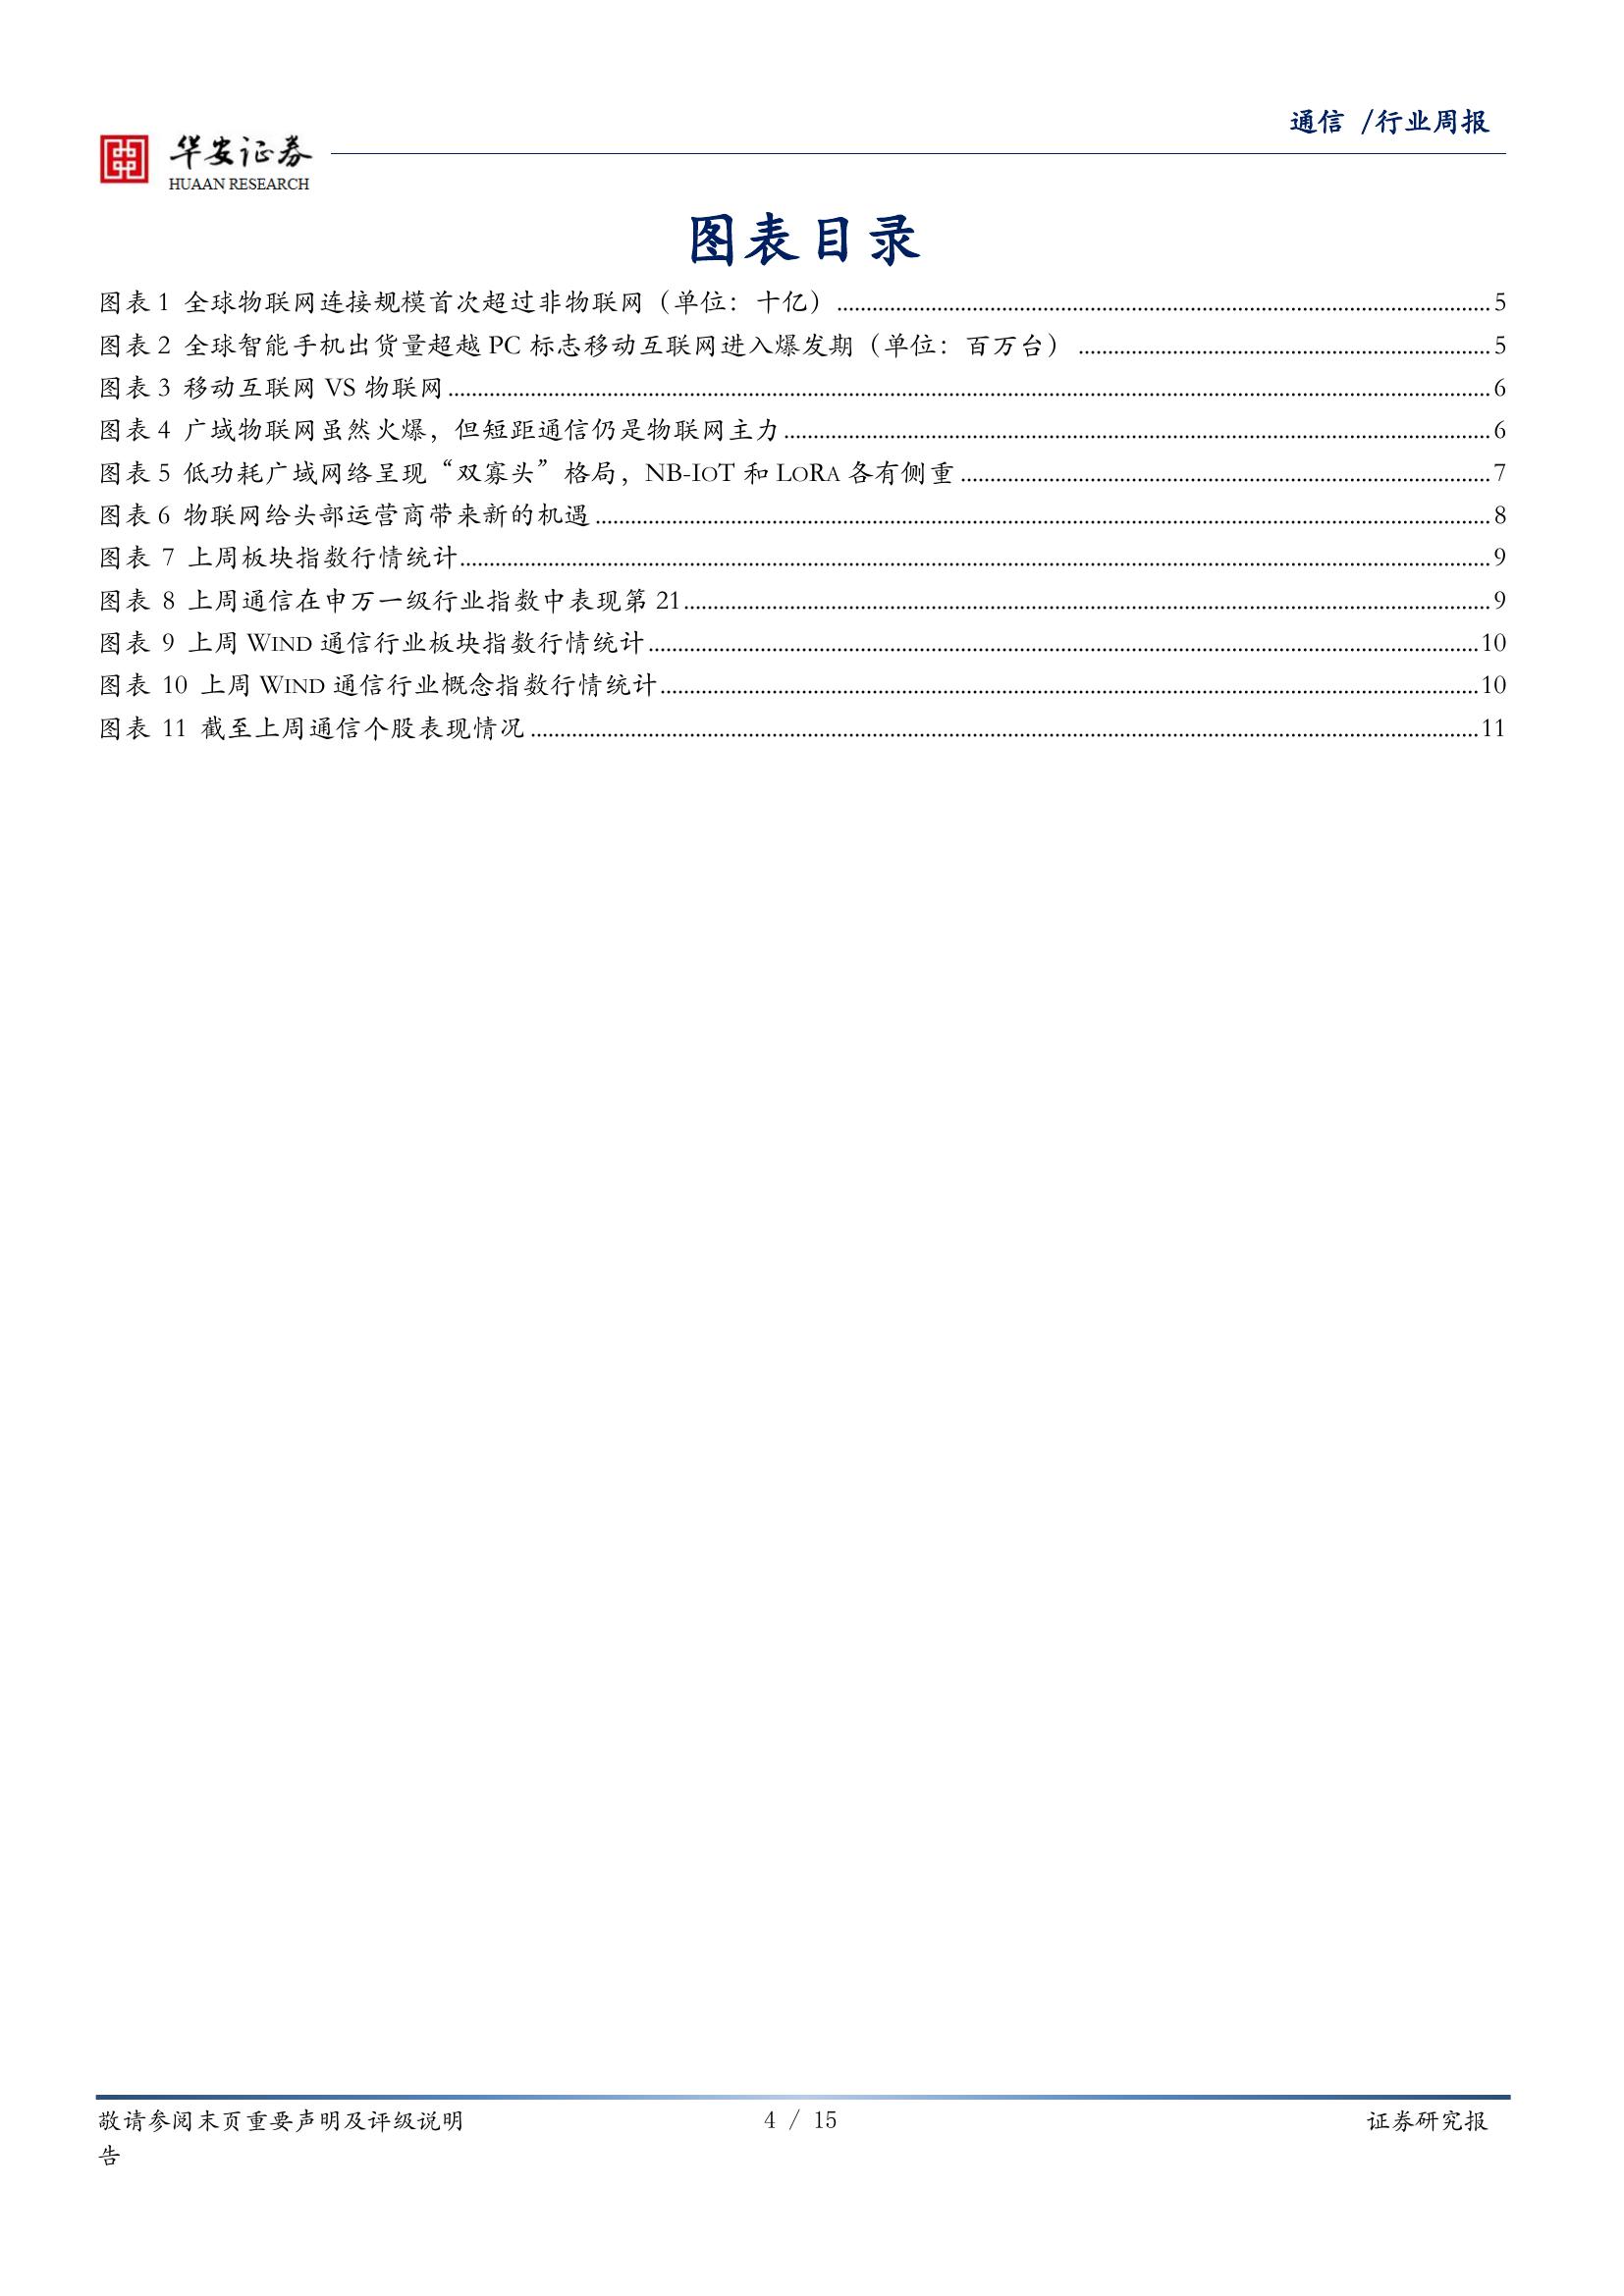 通信 /行业周报
华安证券
HUAAN RESEARCH
图表目录
图表 1 全球物联网连接规模首次超过非物联网（单位：十亿）...............5
图表 2 全球智能手机出货量超越 PC 标志移动互联网进入爆发期（单位：百万台）...............5
图表 3 移动互联网 VS 物联网...............6
图表 4 广域物联网虽然火爆，但短距通信仍是物联网主力...............6
图表 5 低功耗广域网络呈现“双寡头”格局，NB-IOT 和 LORA 各有侧重...............7
图表 6 物联网给头部运营商带来新的机遇...............8
图表 7 上周板块指数行情统计...............9
图表 8 上周通信在申万一级行业指数中表现第 21...............9
图表 9 上周 WIND 通信行业板块指数行情统计...............10
图表 10 上周 WIND 通信行业概念指数行情统计...............10
图表 11 截至上周通信个股表现情况...............11
敬请参阅末页重要声明及评级说明 4 / 15 证券研究报
告